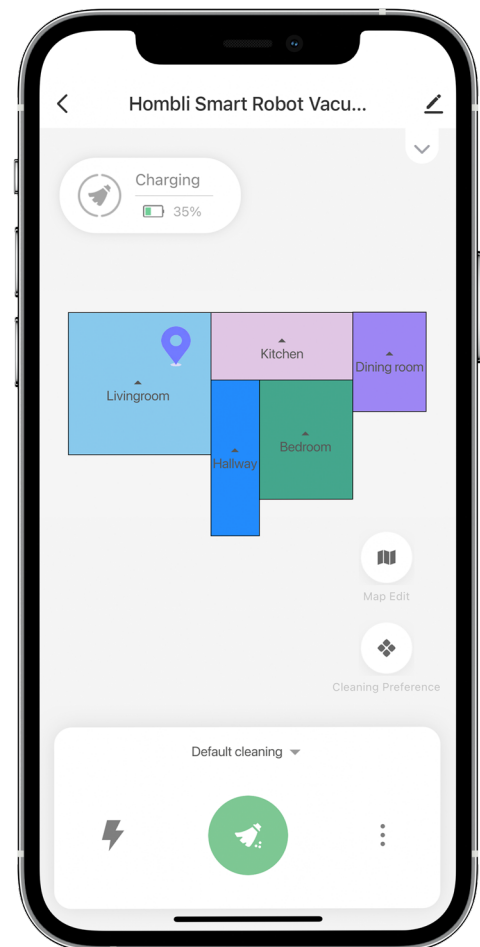 Hombli Smart Robot Vacu...
Charging
35%
Kitchen
Dining room
Livingroom
Bedroom
Hallway
Map Edit
Cleaning Preference
Default cleaning